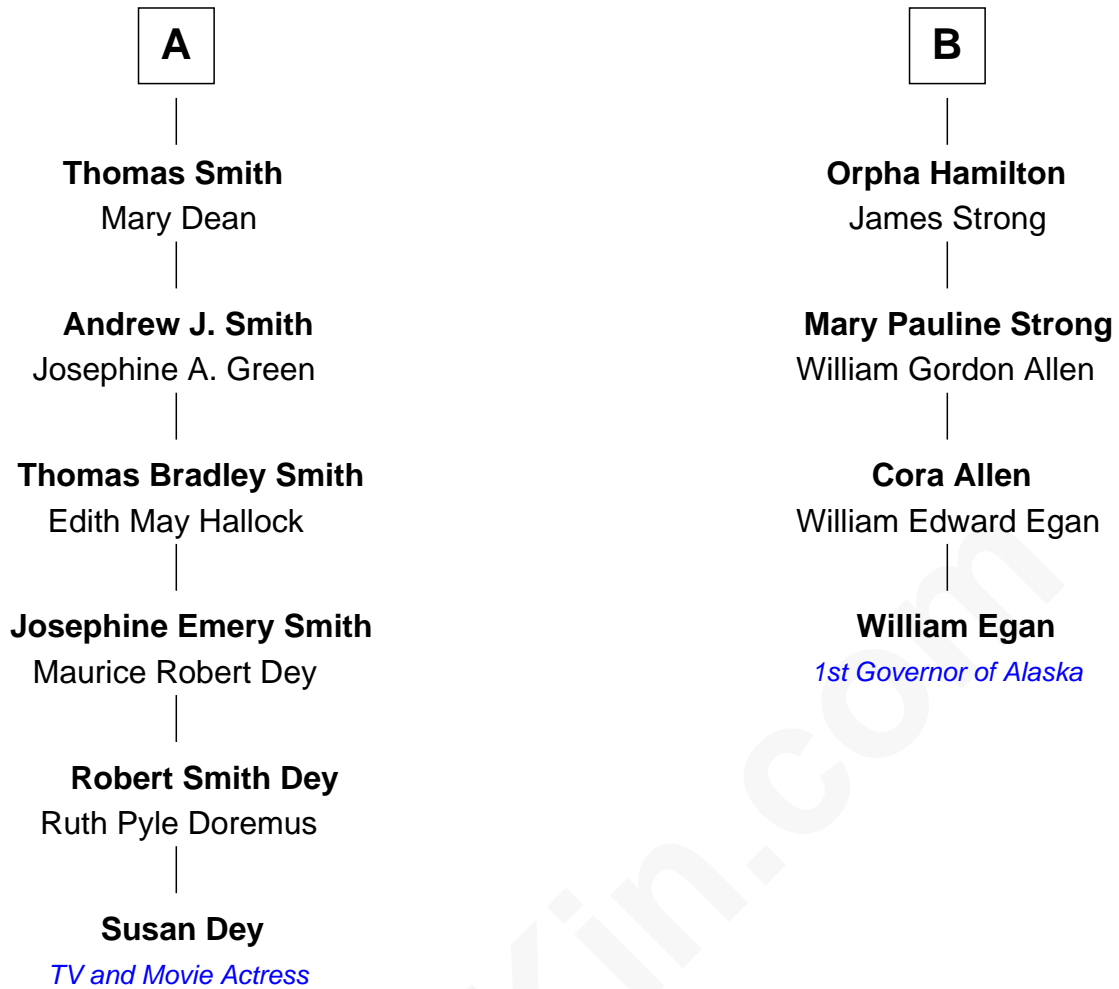 A
Thomas Smith
Mary Dean
Andrew J. Smith
Josephine A. Green
Thomas Bradley Smith
Edith May Hallock
Josephine Emery Smith
Maurice Robert Dey
Robert Smith Dey
Ruth Pyle Doremus
Susan Dey
TV and Movie Actress
B
Orpha Hamilton
James Strong
Mary Pauline Strong
William Gordon Allen
Cora Allen
William Edward Egan
William Egan
1st Governor of Alaska
Kin.com